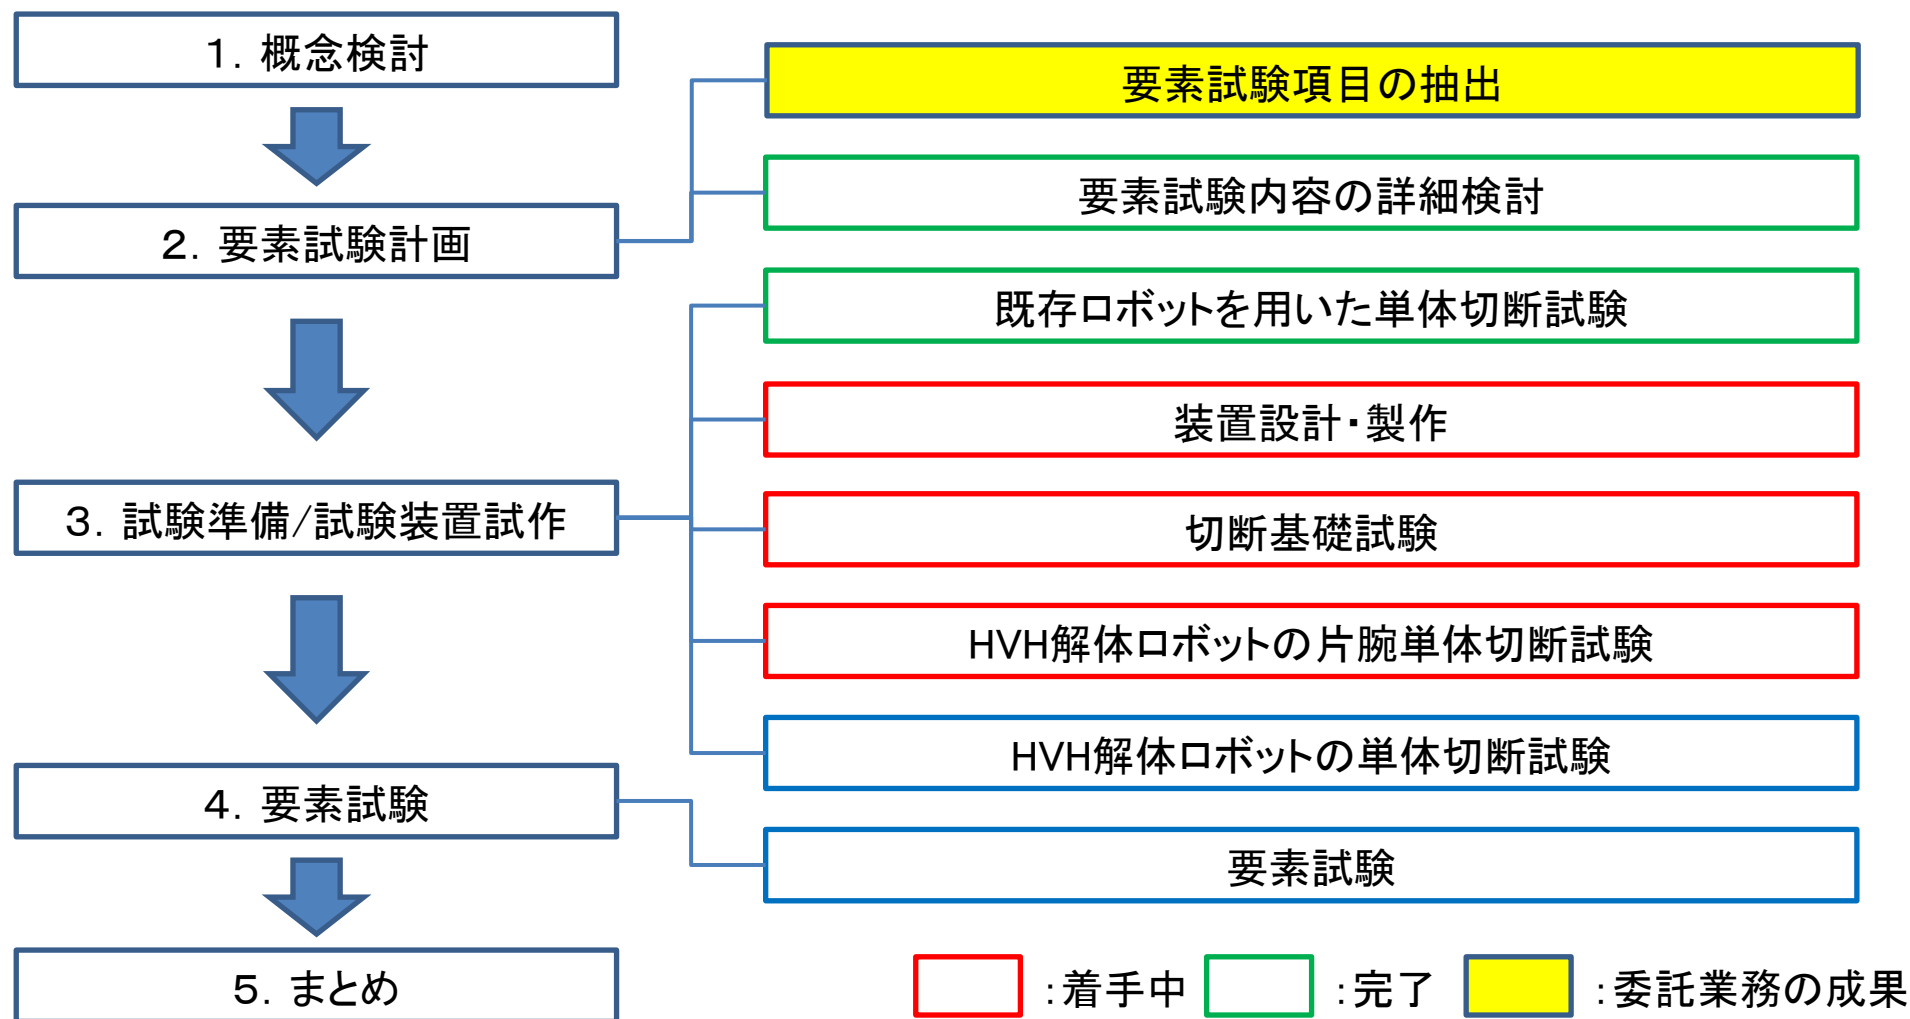 １．概念検討
要素試験項目の抽出
要素試験内容の詳細検討
２．要素試験計画
既存ロボットを用いた単体切断試験
装置設計・製作
３．試験準備/試験装置試作
切断基礎試験
HVH解体ロボットの片腕単体切断試験
HVH解体ロボットの単体切断試験
４．要素試験
要素試験
５．まとめ
：着手中
：完了
：委託業務の成果